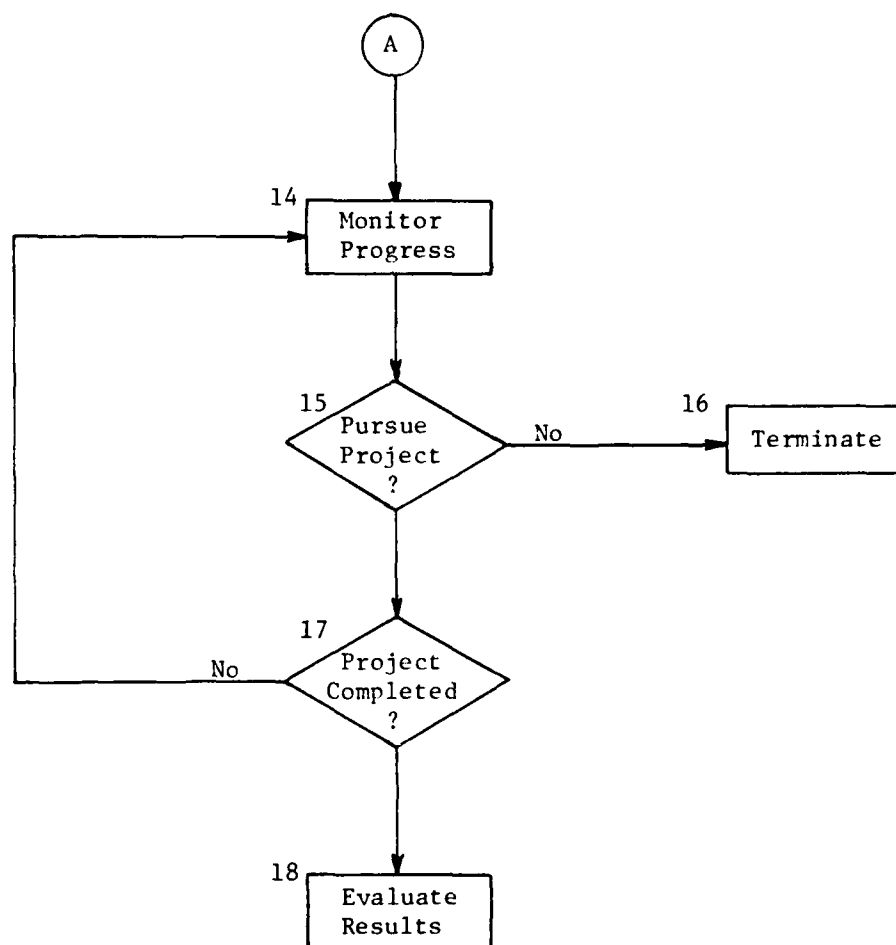 A
14
Monitor
Progress
15
Pursue
Project
?
No
16
Terminate
17
Project
Completed
?
No
18
Evaluate
Results